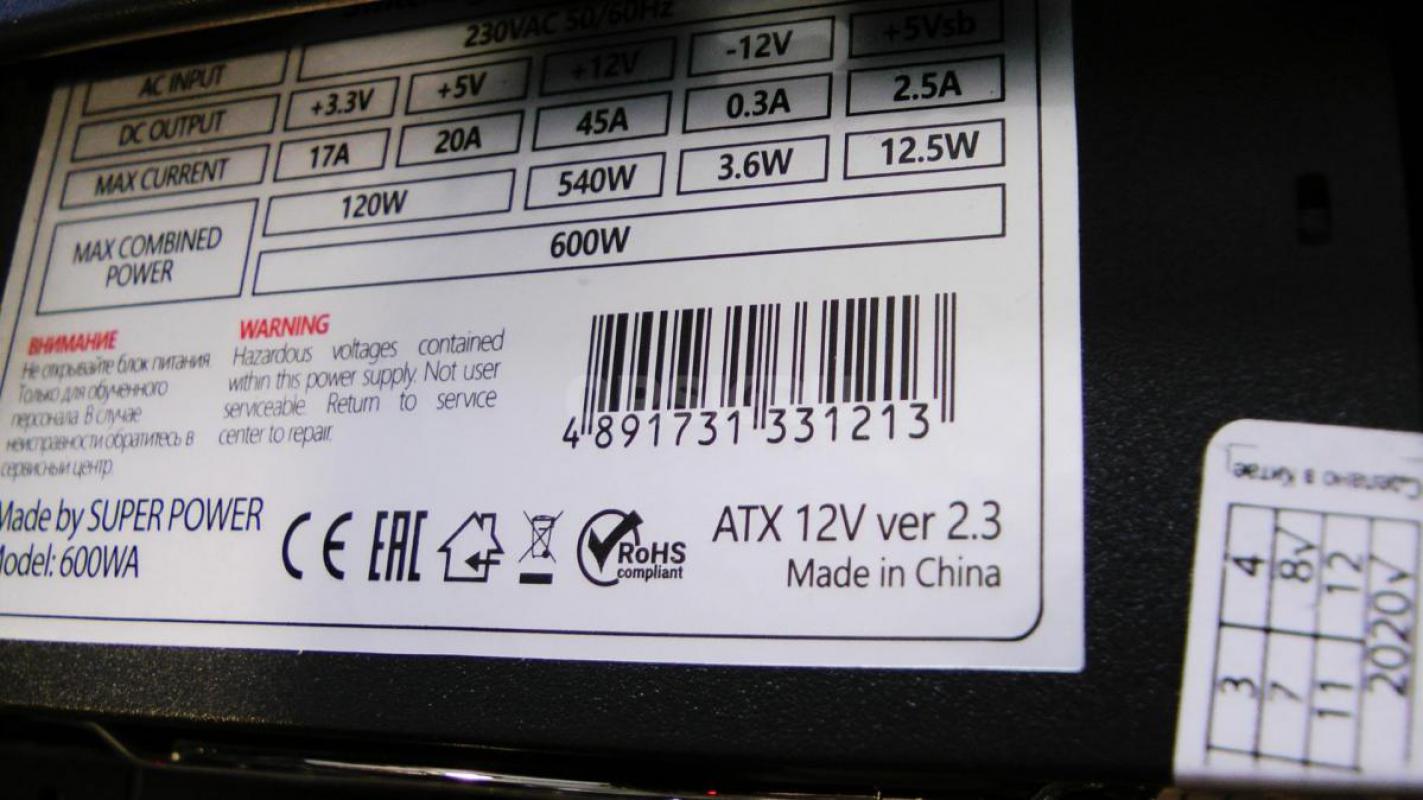 230VAC 50/60Hz
AC INPUT
DC OUTPUT +3.3V +5V +12V -12V +5Vsb
MAX CURRENT 17A 20A 45A 0.3A 2.5A
MAX COMBINED POWER 120W 540W 3.6W 12.5W
600W
ВНИМАНИЕ
Не открывайте блок питания.
Только для обученного
персонала. В случае
неисправности обратитесь в
сервисный центр.
WARNING
Hazardous voltages contained
within this power supply. Not user
serviceable. Return to service
center to repair.
4 891731 331213
Made by SUPER POWER
Model: 600WA
CE EAC
RoHS
compliant
ATX 12V ver 2.3
Made in China
Сделано в Китае
3 4
7 8v
11 12
2020v